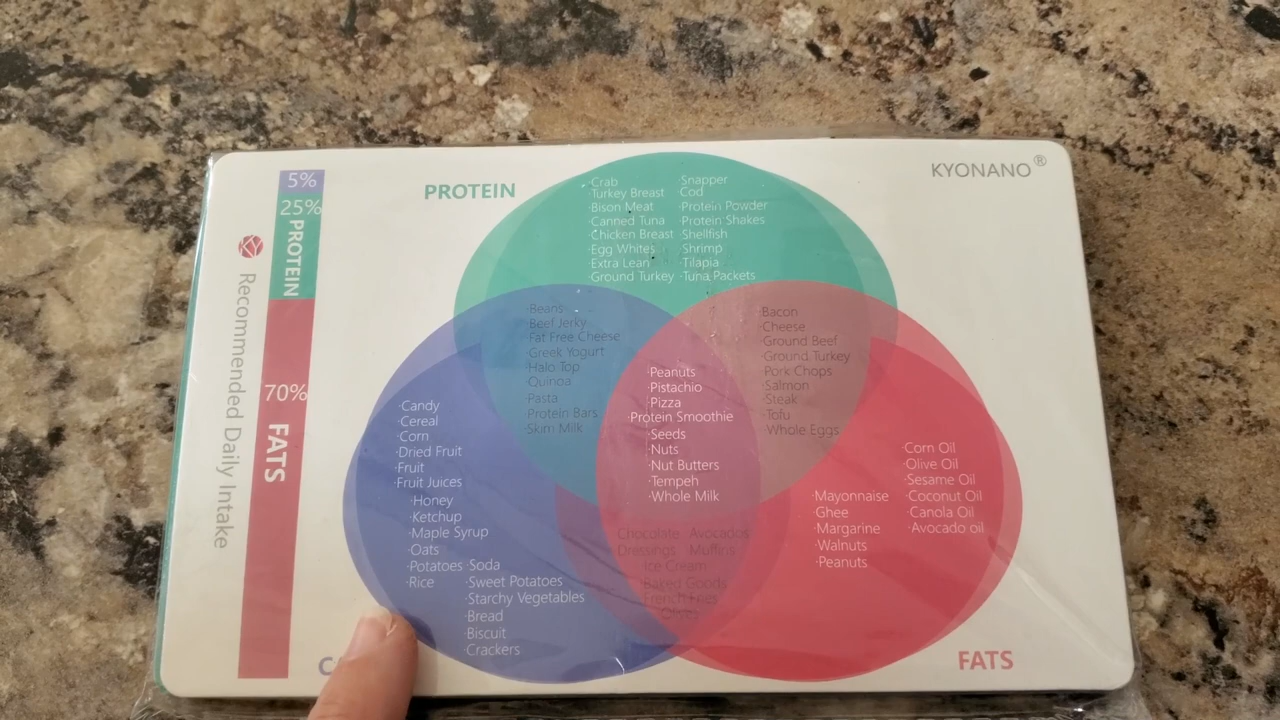 KYONANO®
PROTEIN
5%
25%
PROTEIN
70%
FATS
Recommended Daily Intake
·Crab
Turkey Breast
·Bison Meat
·Canned Tuna
·Chicken Breast
·Egg Whites
·Extra Lean
·Ground Turkey
·Snapper
Cod
·Protein Powder
·Protein Shakes
·Shellfish
·Shrimp
·Tilapia
·Tuna Packets
·Beans
·Beef Jerky
·Fat Free Cheese
·Greek Yogurt
·Halo Top
·Quinoa
·Pasta
·Protein Bars
·Skim Milk
·Bacon
·Cheese
·Ground Beef
·Ground Turkey
·Pork Chops
·Salmon
·Steak
·Tofu
·Whole Eggs
·Peanuts
·Pistachio
·Pizza
·Protein Smoothie
·Seeds
·Nuts
·Nut Butters
·Tempeh
·Whole Milk
·Candy
·Cereal
·Corn
·Dried Fruit
·Fruit
·Fruit Juices
·Honey
·Ketchup
·Maple Syrup
·Oats
·Potatoes
·Rice
·Soda
·Sweet Potatoes
·Starchy Vegetables
·Bread
·Biscuit
·Crackers
Chocolate Avocados
Dressings Muffins
Ice Cream
Baked Goods
French Fries
Olives
·Mayonnaise
·Ghee
·Margarine
·Walnuts
·Peanuts
·Corn Oil
·Olive Oil
·Sesame Oil
·Coconut Oil
·Canola Oil
·Avocado oil
FATS